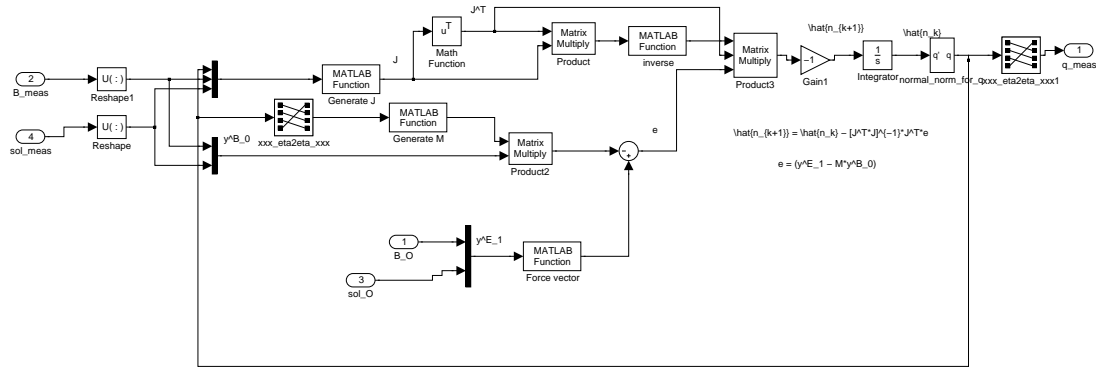 J^T
\hat{n_{k+1}}
\hat{n_k}
J
u^T
Math
Function
Matrix
Multiply
Product
MATLAB
Function
inverse
Matrix
Multiply
Product3
−1
Gain1
1
s
Integrator
q' q
normal_norm_for_q
xxx_eta2eta_xxx1
1
q_meas
2
B_meas
U( : )
Reshape1
MATLAB
Function
Generate J
4
sol_meas
U( : )
Reshape
y^B_0
xxx_eta2eta_xxx
MATLAB
Function
Generate M
Matrix
Multiply
Product2
e
−
+
\hat{n_{k+1}} = \hat{n_k} − [J^T*J]^{−1}*J^T*e
e = (y^E_1 − M*y^B_0)
1
B_O
y^E_1
MATLAB
Function
Force vector
3
sol_O